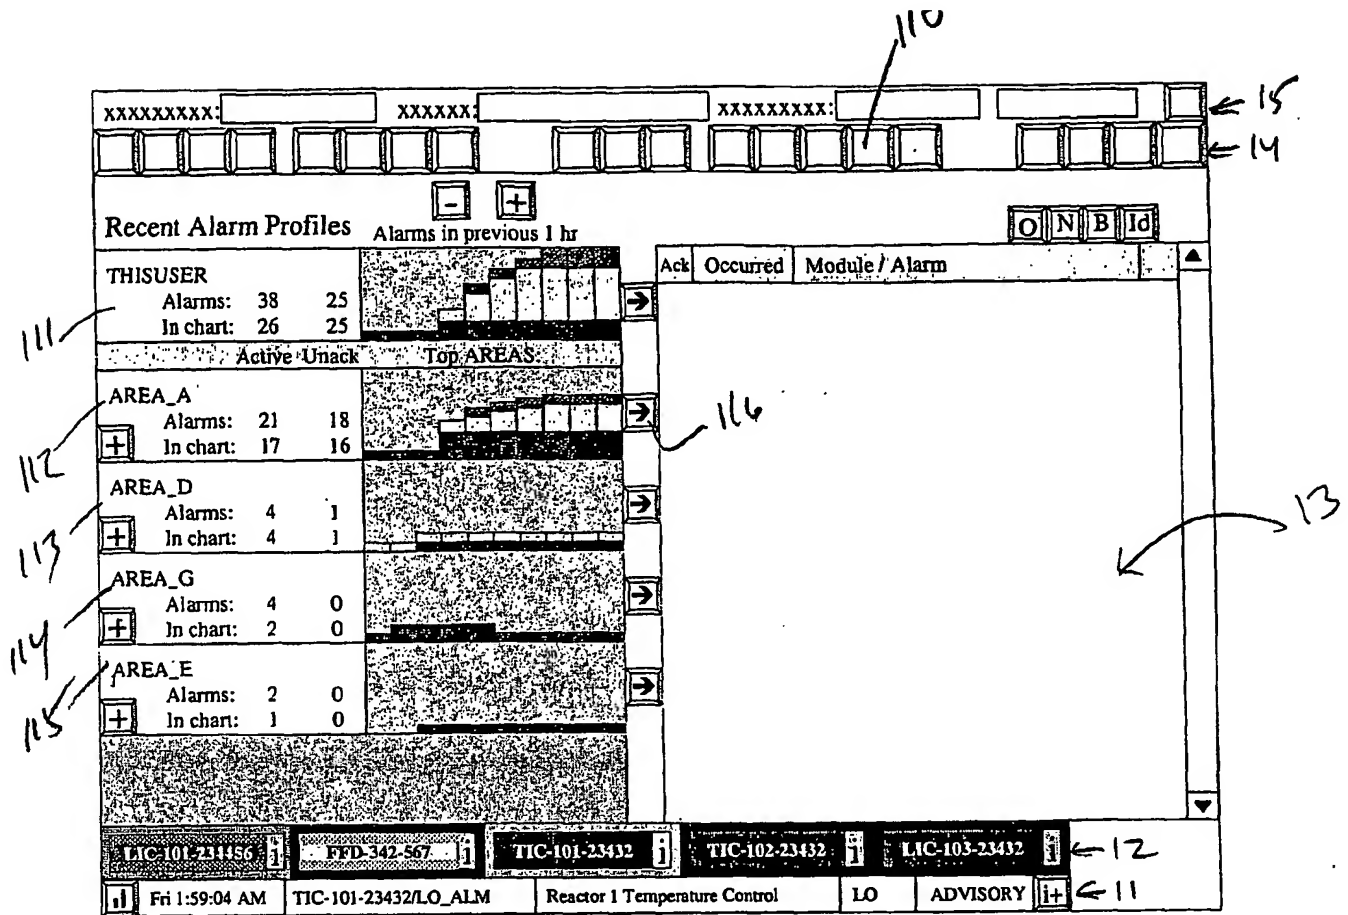 110
xxxxxxxxx: xxxxxx: xxxxxxxxx: 15
14
- +
Recent Alarm Profiles Alarms in previous 1 hr O N B Id
Ack Occurred Module / Alarm
THISUSER
Alarms: 38 25
In chart: 26 25
111
Active Unack Top AREAS
AREA_A
Alarms: 21 18
116
+ In chart: 17 16
112
AREA_D
Alarms: 4 1
13
+ In chart: 4 1
113
AREA_G
Alarms: 4 0
+ In chart: 2 0
114
AREA_E
Alarms: 2 0
+ In chart: 1 0
115
LIC-101-234456 i FFD-342-567 i TIC-101-23432 i TIC-102-23432 i LIC-103-23432 i 12
Fri 1:59:04 AM TIC-101-23432/LO_ALM Reactor 1 Temperature Control LO ADVISORY i+ 11